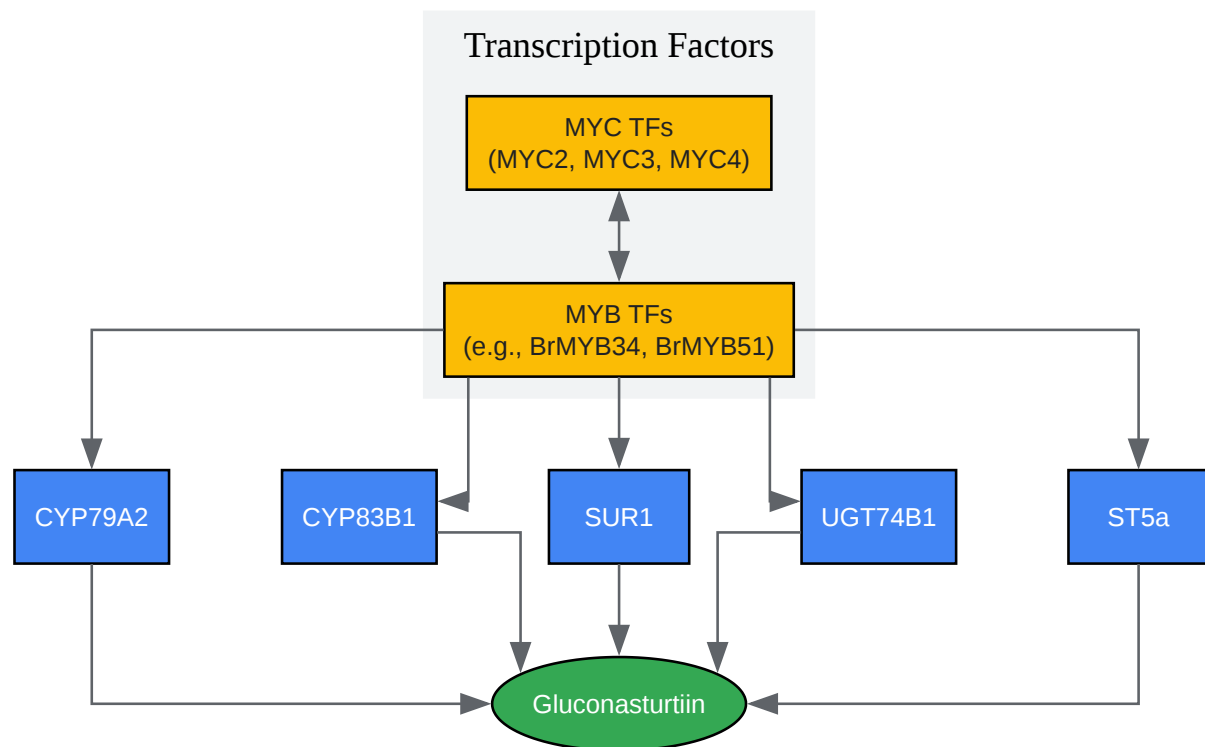 Transcription Factors
MYC TFs
(MYC2, MYC3, MYC4)
MYB TFs
(e.g., BrMYB34, BrMYB51)
CYP79A2
CYP83B1
SUR1
UGT74B1
ST5a
Gluconasturtiin